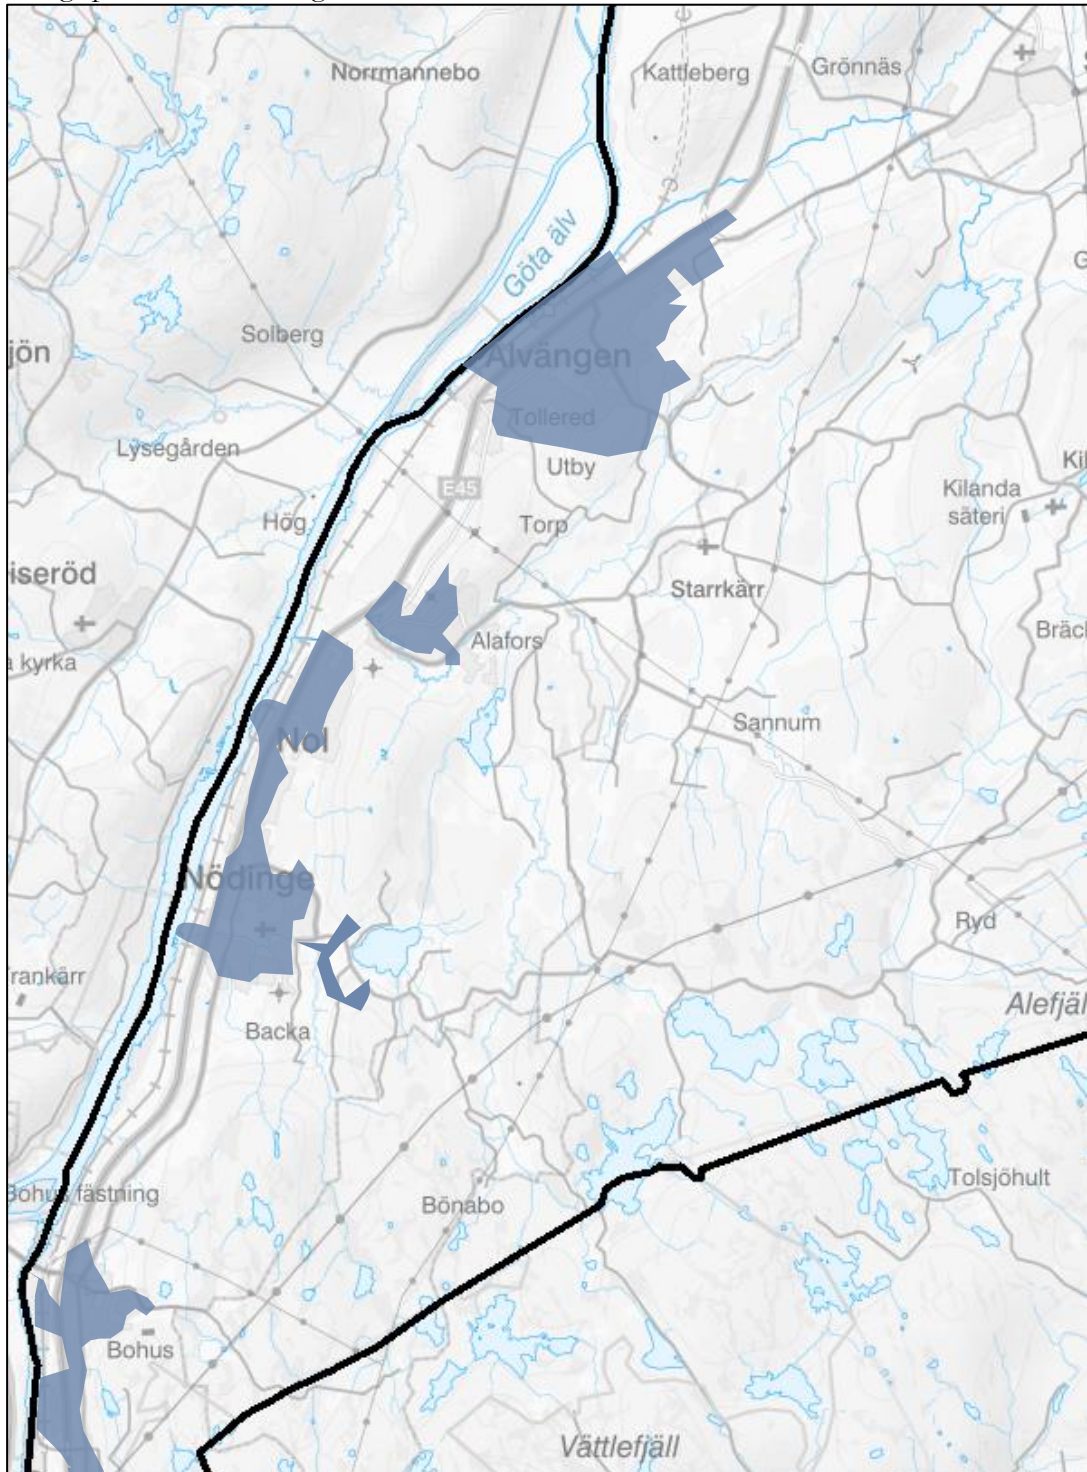 Norrmannebo
Kattleberg
Grönnäs
Göta älv
Solberg
jön
Älvängen
Tollered
Lysegården
Utby
E45
Kilanda
säteri
Hög
Torp
iseröd
Starrkärr
Alafors
a kyrka
Nol
Sannum
Nödinge
Ryd
rankärr
Backa
Alefjäl
Bohus fästning
Bönabo
Tolsjöhult
Bohus
Vättlefjäll